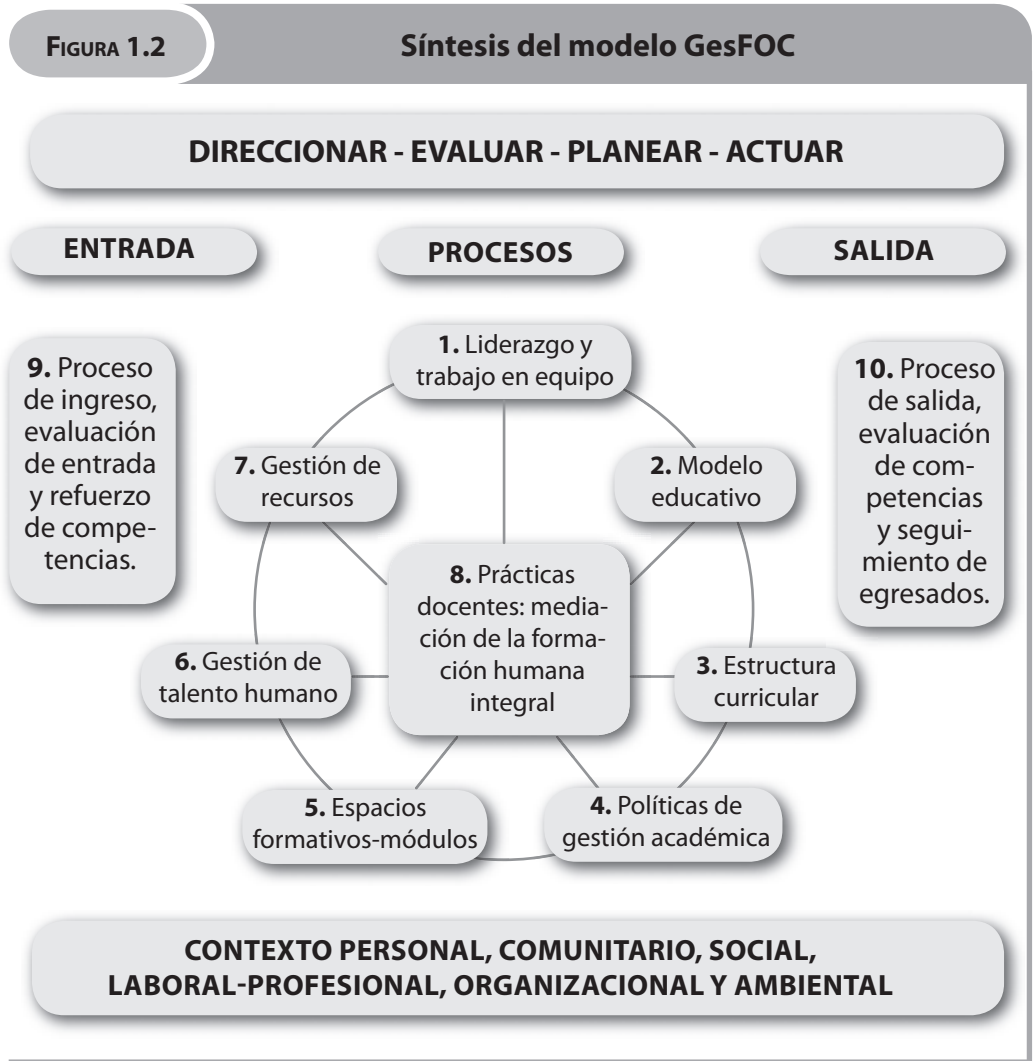 FIGURA 1.2
Síntesis del modelo GesFOC
DIRECCIONAR - EVALUAR - PLANEAR - ACTUAR
ENTRADA
PROCESOS
SALIDA
9. Proceso
de ingreso,
evaluación
de entrada
y refuerzo
de compe-
tencias.
1. Liderazgo y
trabajo en equipo
7. Gestión de
recursos
2. Modelo
educativo
8. Prácticas
docentes: media-
ción de la forma-
ción humana
integral
6. Gestión de
talento humano
3. Estructura
curricular
5. Espacios
formativos-módulos
4. Políticas de
gestión académica
10. Proceso
de salida,
evaluación
de com-
petencias
y segui-
miento de
egresados.
CONTEXTO PERSONAL, COMUNITARIO, SOCIAL,
LABORAL-PROFESIONAL, ORGANIZACIONAL Y AMBIENTAL